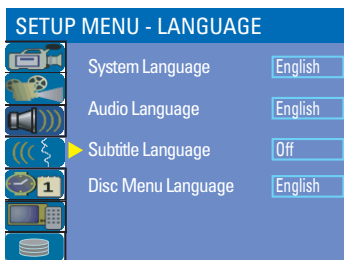 SETUP MENU - LANGUAGE
System Language English
Audio Language English
Subtitle Language Off
Disc Menu Language English
1